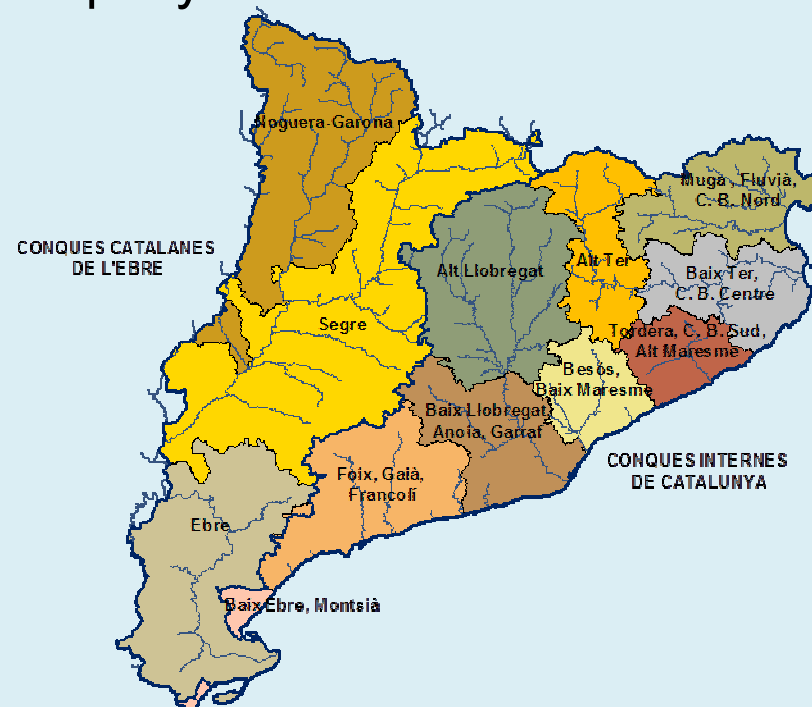 Noguera-Garona
Muga, Fluvià,
C. B. Nord
CONQUES CATALANES
DE L'EBRE
Alt Llobregat
Alt Ter
Baix Ter,
C. B. Centre
Segre
Tordera, C. B. Sud,
Alt Maresme
Besòs,
Baix Maresme
Baix Llobregat,
Anoia, Garraf
CONQUES INTERNES
DE CATALUNYA
Foix, Gaià,
Francolí
Ebre
Baix Ebre, Montsià